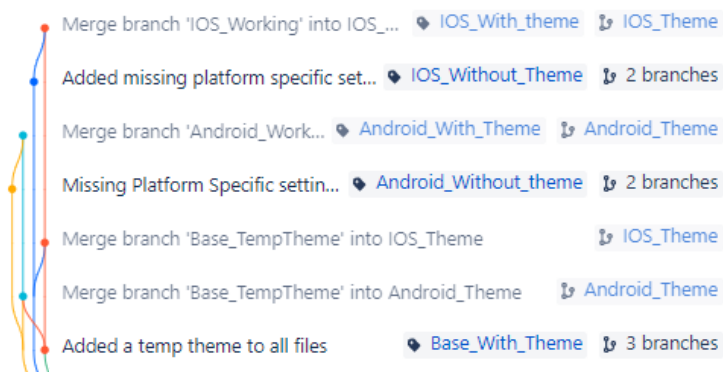 Merge branch 'IOS_Working' into IOS_... IOS_With_theme IOS_Theme
Added missing platform specific set... IOS_Without_Theme 2 branches
Merge branch 'Android_Work... Android_With_Theme Android_Theme
Missing Platform Specific settin... Android_Without_theme 2 branches
Merge branch 'Base_TempTheme' into IOS_Theme IOS_Theme
Merge branch 'Base_TempTheme' into Android_Theme Android_Theme
Added a temp theme to all files Base_With_Theme 3 branches